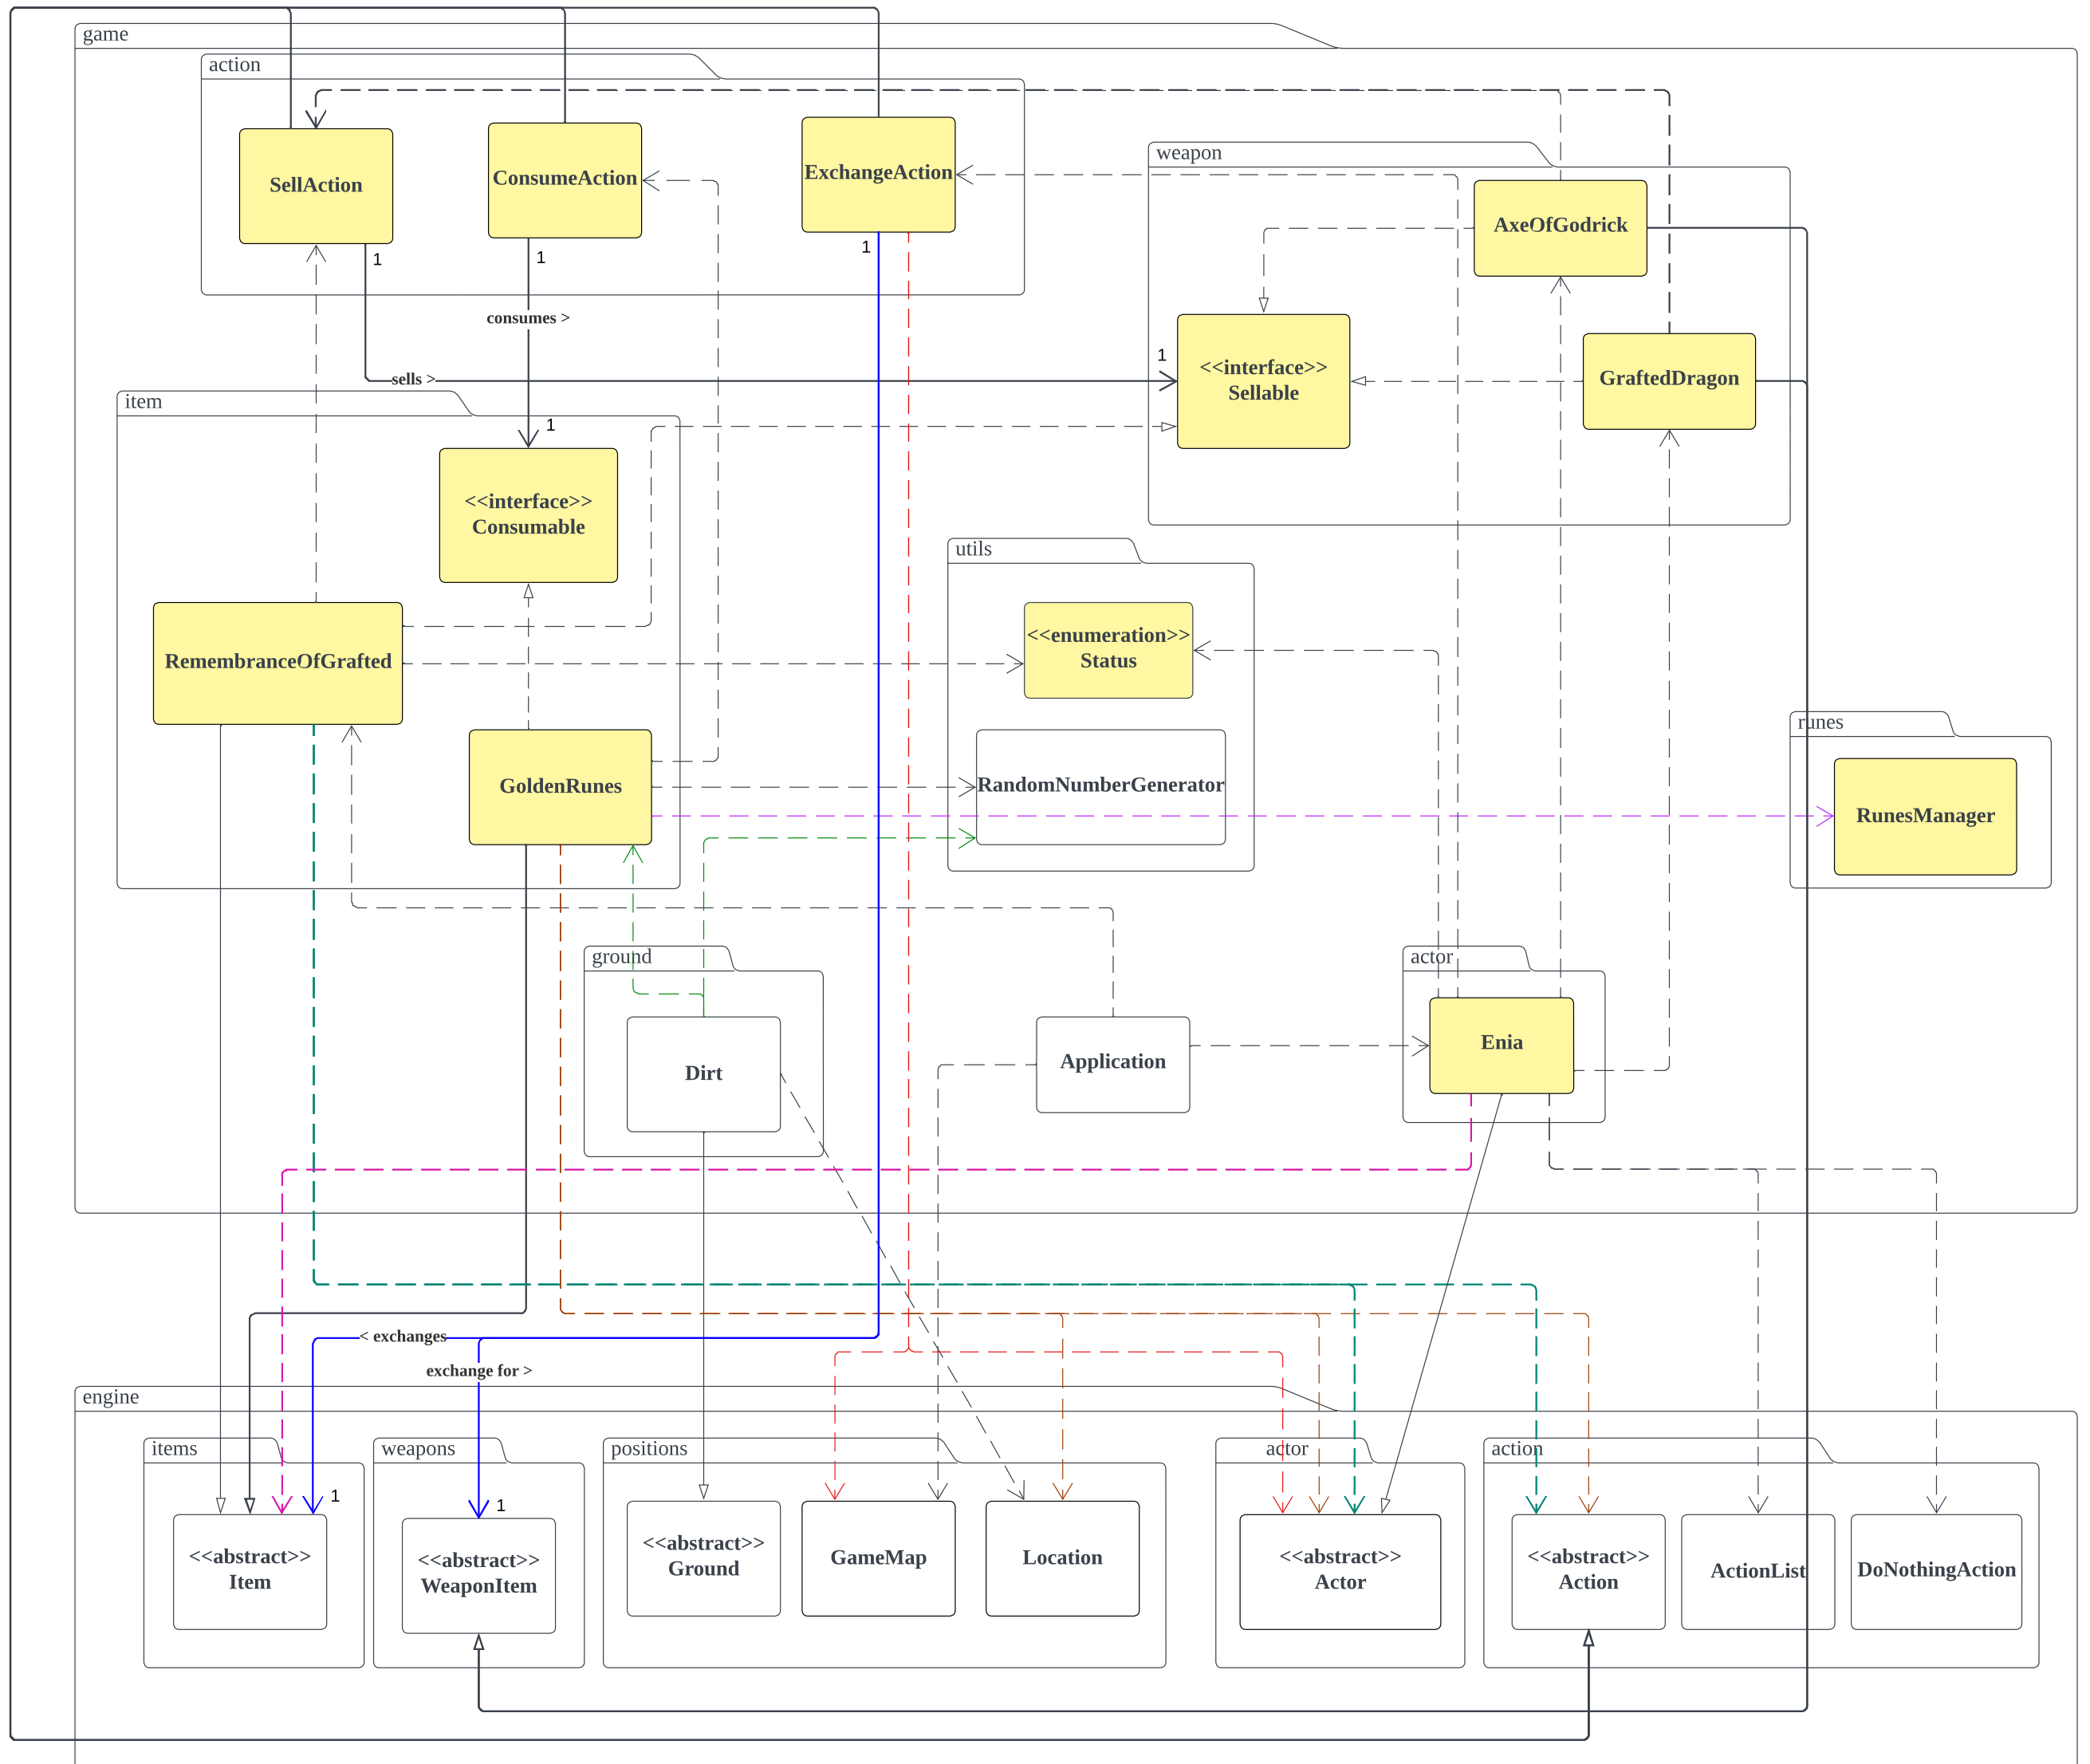 game
action
SellAction
ConsumeAction
ExchangeAction
1
1
1
consumes >
sells >
weapon
AxeOfGodrick
1
<<interface>>
Sellable
GraftedDragon
item
1
<<interface>>
Consumable
RemembranceOfGrafted
GoldenRunes
utils
<<enumeration>>
Status
RandomNumberGenerator
runes
RunesManager
ground
Dirt
Application
actor
Enia
< exchanges
exchange for >
engine
items
1
<<abstract>>
Item
weapons
1
<<abstract>>
WeaponItem
positions
<<abstract>>
Ground
GameMap
Location
actor
<<abstract>>
Actor
action
<<abstract>>
Action
ActionList
DoNothingAction